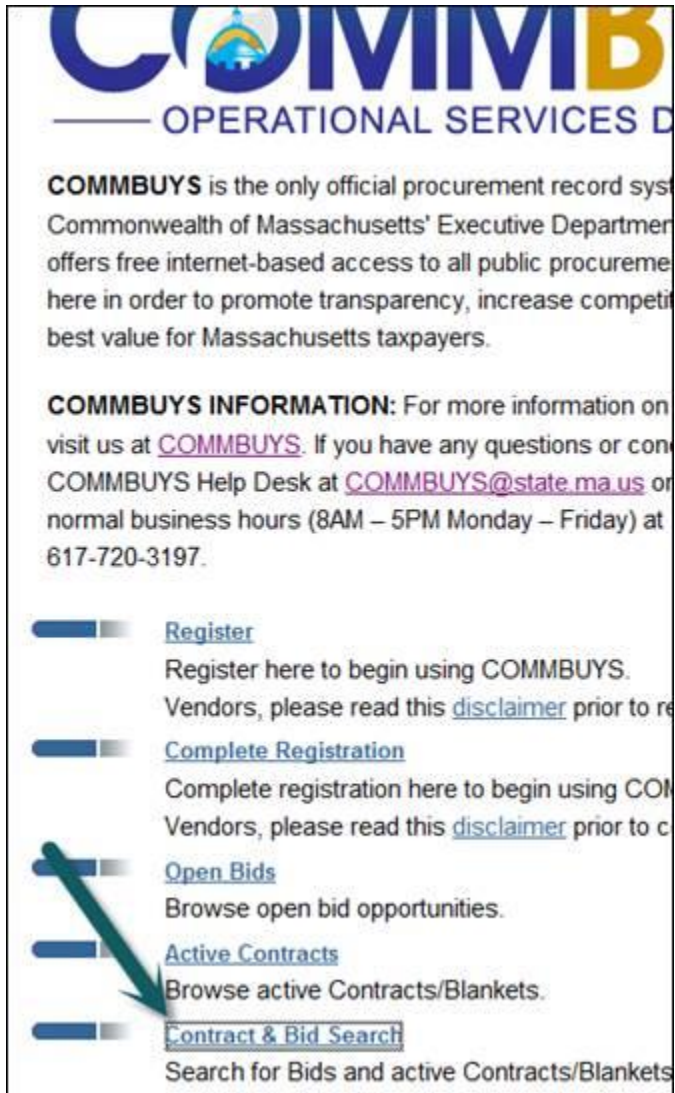 COMMB
OPERATIONAL SERVICES D
COMMBUYS is the only official procurement record syst
Commonwealth of Massachusetts' Executive Departmen
offers free internet-based access to all public procureme
here in order to promote transparency, increase competit
best value for Massachusetts taxpayers.
COMMBUYS INFORMATION: For more information on
visit us at COMMBUYS. If you have any questions or conc
COMMBUYS Help Desk at COMMBUYS@state.ma.us or
normal business hours (8AM – 5PM Monday – Friday) at
617-720-3197.
Register
Register here to begin using COMMBUYS.
Vendors, please read this disclaimer prior to re
Complete Registration
Complete registration here to begin using COM
Vendors, please read this disclaimer prior to c
Open Bids
Browse open bid opportunities.
Active Contracts
Browse active Contracts/Blankets.
Contract & Bid Search
Search for Bids and active Contracts/Blankets